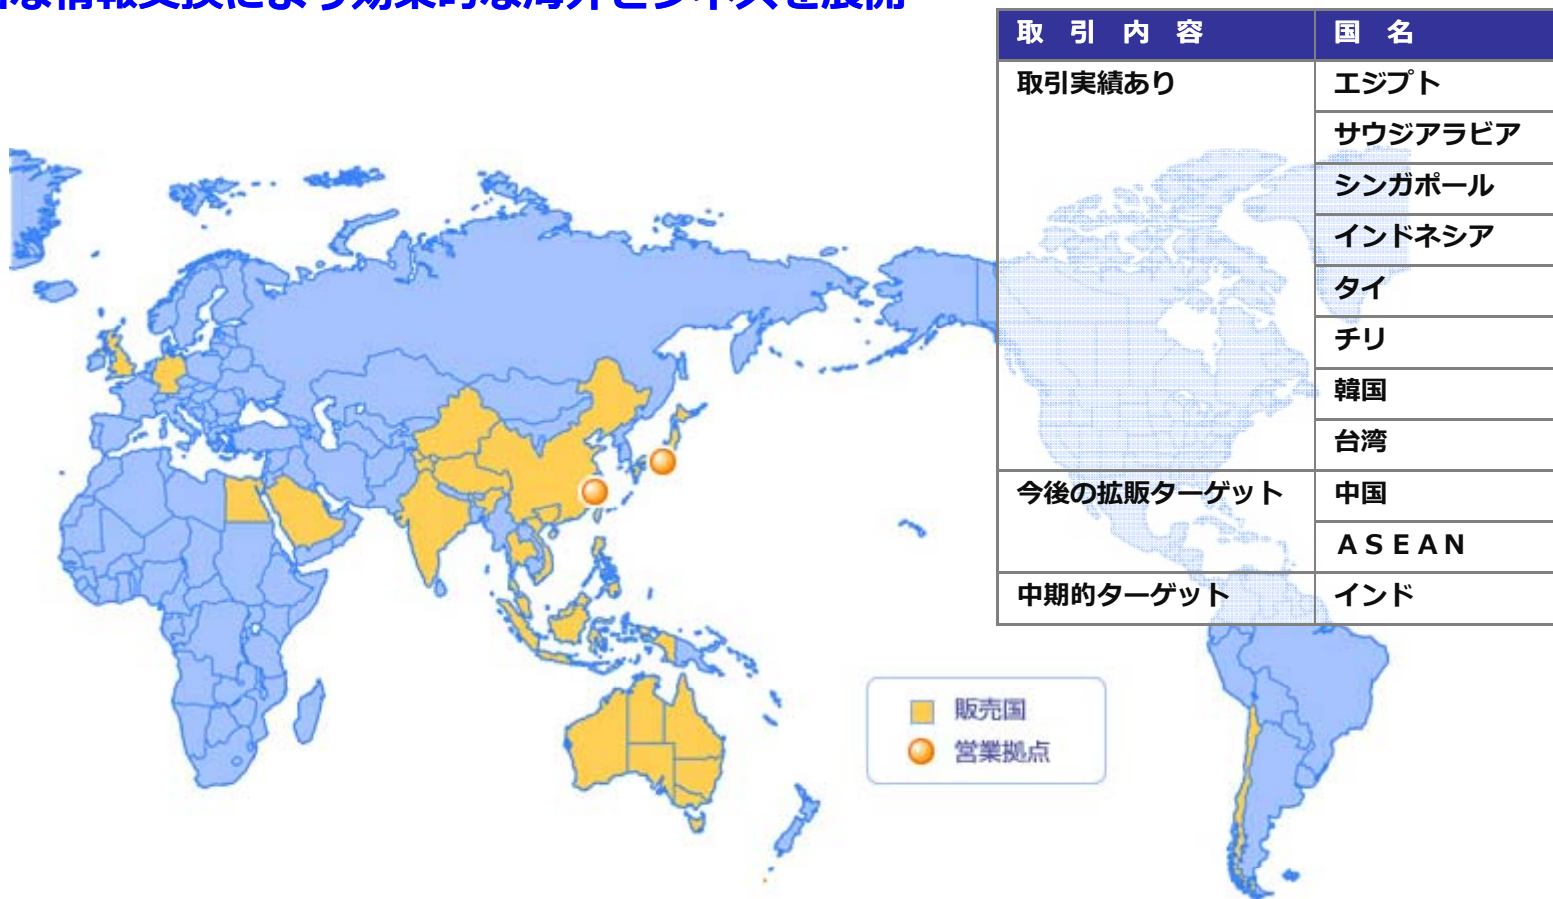 取 引 内 容 国 名
取引実績あり エジプト
サウジアラビア
シンガポール
インドネシア
タイ
チリ
韓国
台湾
今後の拡販ターゲット 中国
ＡＳＥＡＮ
中期的ターゲット インド
販売国
営業拠点